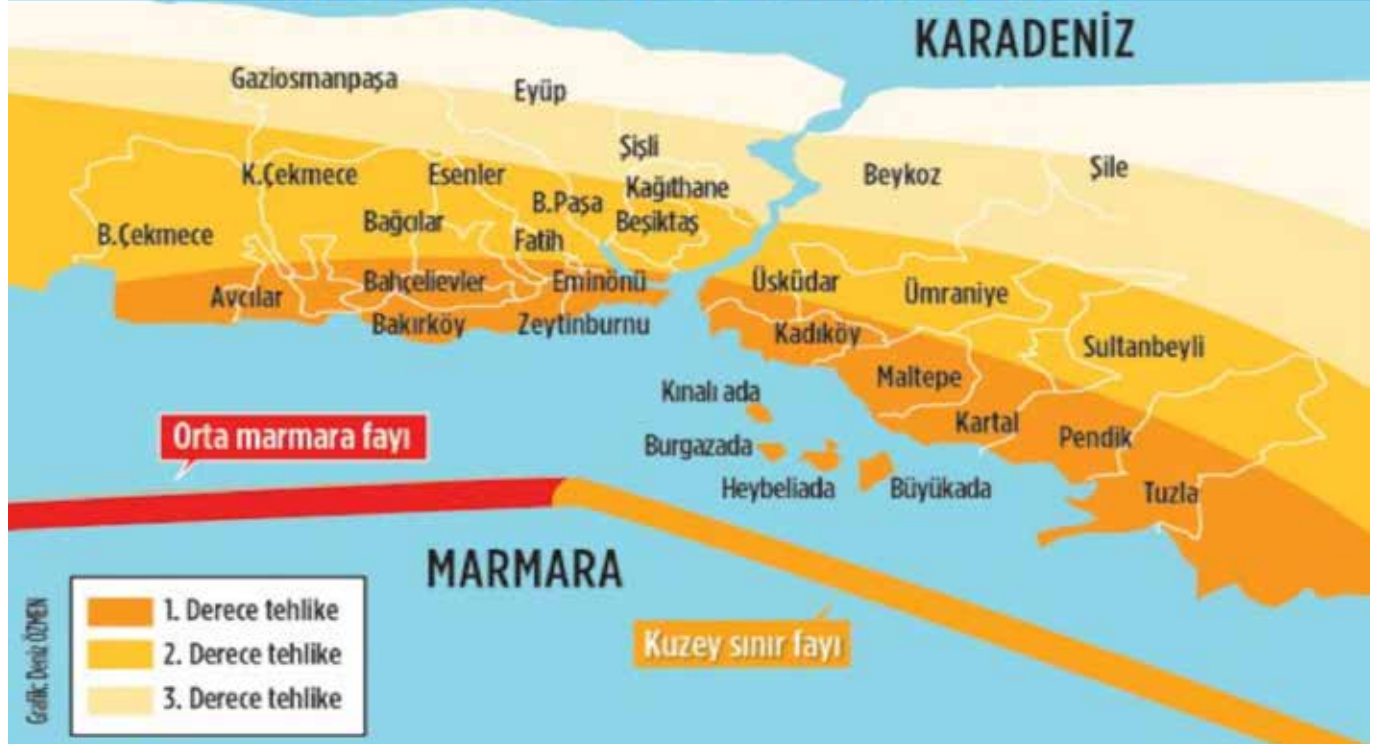 KARADENİZ
Gaziosmanpaşa
Eyüp
Şişli
Beykoz
Şile
K.Çekmece
Esenler
Kağıthane
B.Paşa
Beşiktaş
Bağcılar
B.Çekmece
Fatih
Avcılar
Bahçelievler
Eminönü
Üsküdar
Ümraniye
Bakırköy
Zeytinburnu
Kadıköy
Sultanbeyli
Maltepe
Kınalı ada
Kartal
Pendik
Orta marmara fayı
Burgazada
Heybeliada
Büyükada
Tuzla
MARMARA
Kuzey sınır fayı
1. Derece tehlike
2. Derece tehlike
3. Derece tehlike
Grafik: Deniz ÖZMEN